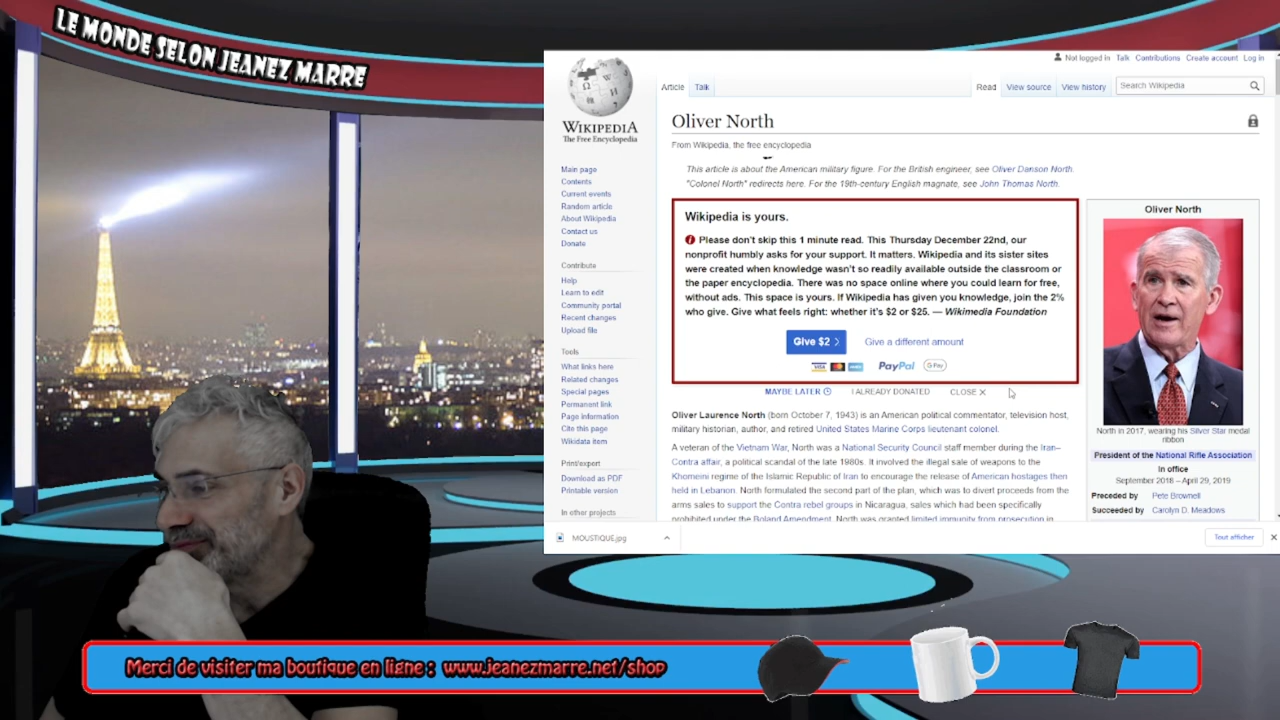 LE MONDE SELON JEANEZ MARRE
Not logged in Talk Contributions Create account Log in
Article Talk Read View source View history Search Wikipedia
WIKIPEDIA
The Free Encyclopedia
Main page
Contents
Current events
Random article
About Wikipedia
Contact us
Donate
Contribute
Help
Learn to edit
Community portal
Recent changes
Upload file
Tools
What links here
Related changes
Special pages
Permanent link
Page information
Cite this page
Wikidata item
Print/export
Download as PDF
Printable version
In other projects
Oliver North
From Wikipedia, the free encyclopedia
This article is about the American military figure. For the British engineer, see Oliver Danson North.
"Colonel North" redirects here. For the 19th-century English magnate, see John Thomas North.
Wikipedia is yours.
Please don't skip this 1 minute read. This Thursday December 22nd, our
nonprofit humbly asks for your support. It matters. Wikipedia and its sister sites
were created when knowledge wasn't so readily available outside the classroom or
the paper encyclopedia. There was no space online where you could learn for free,
without ads. This space is yours. If Wikipedia has given you knowledge, join the 2%
who give. Give what feels right: whether it's $2 or $25. — Wikimedia Foundation
Give $2 Give a different amount
VISA PayPal G Pay
MAYBE LATER I ALREADY DONATED CLOSE X
Oliver Laurence North (born October 7, 1943) is an American political commentator, television host,
military historian, author, and retired United States Marine Corps lieutenant colonel.
A veteran of the Vietnam War, North was a National Security Council staff member during the Iran–
Contra affair, a political scandal of the late 1980s. It involved the illegal sale of weapons to the
Khomeini regime of the Islamic Republic of Iran to encourage the release of American hostages then
held in Lebanon. North formulated the second part of the plan, which was to divert proceeds from the
arms sales to support the Contra rebel groups in Nicaragua, sales which had been specifically
prohibited under the Boland Amendment. North was granted limited immunity from prosecution in
Oliver North
North in 2017, wearing his Silver Star medal
ribbon
President of the National Rifle Association
In office
September 2018 – April 29, 2019
Preceded by Pete Brownell
Succeeded by Carolyn D. Meadows
MOUSTIQUE.jpg Tout afficher
Merci de visiter ma boutique en ligne : www.jeanezmarre.net/shop